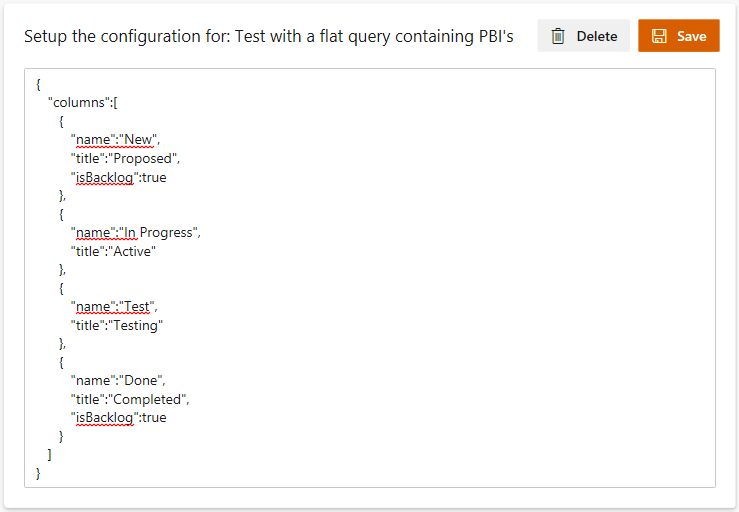 Setup the configuration for: Test with a flat query containing PBI's
Delete
Save
{
"columns":[
{
"name":"New",
"title":"Proposed",
"isBacklog":true
},
{
"name":"In Progress",
"title":"Active"
},
{
"name":"Test",
"title":"Testing"
},
{
"name":"Done",
"title":"Completed",
"isBacklog":true
}
]
}